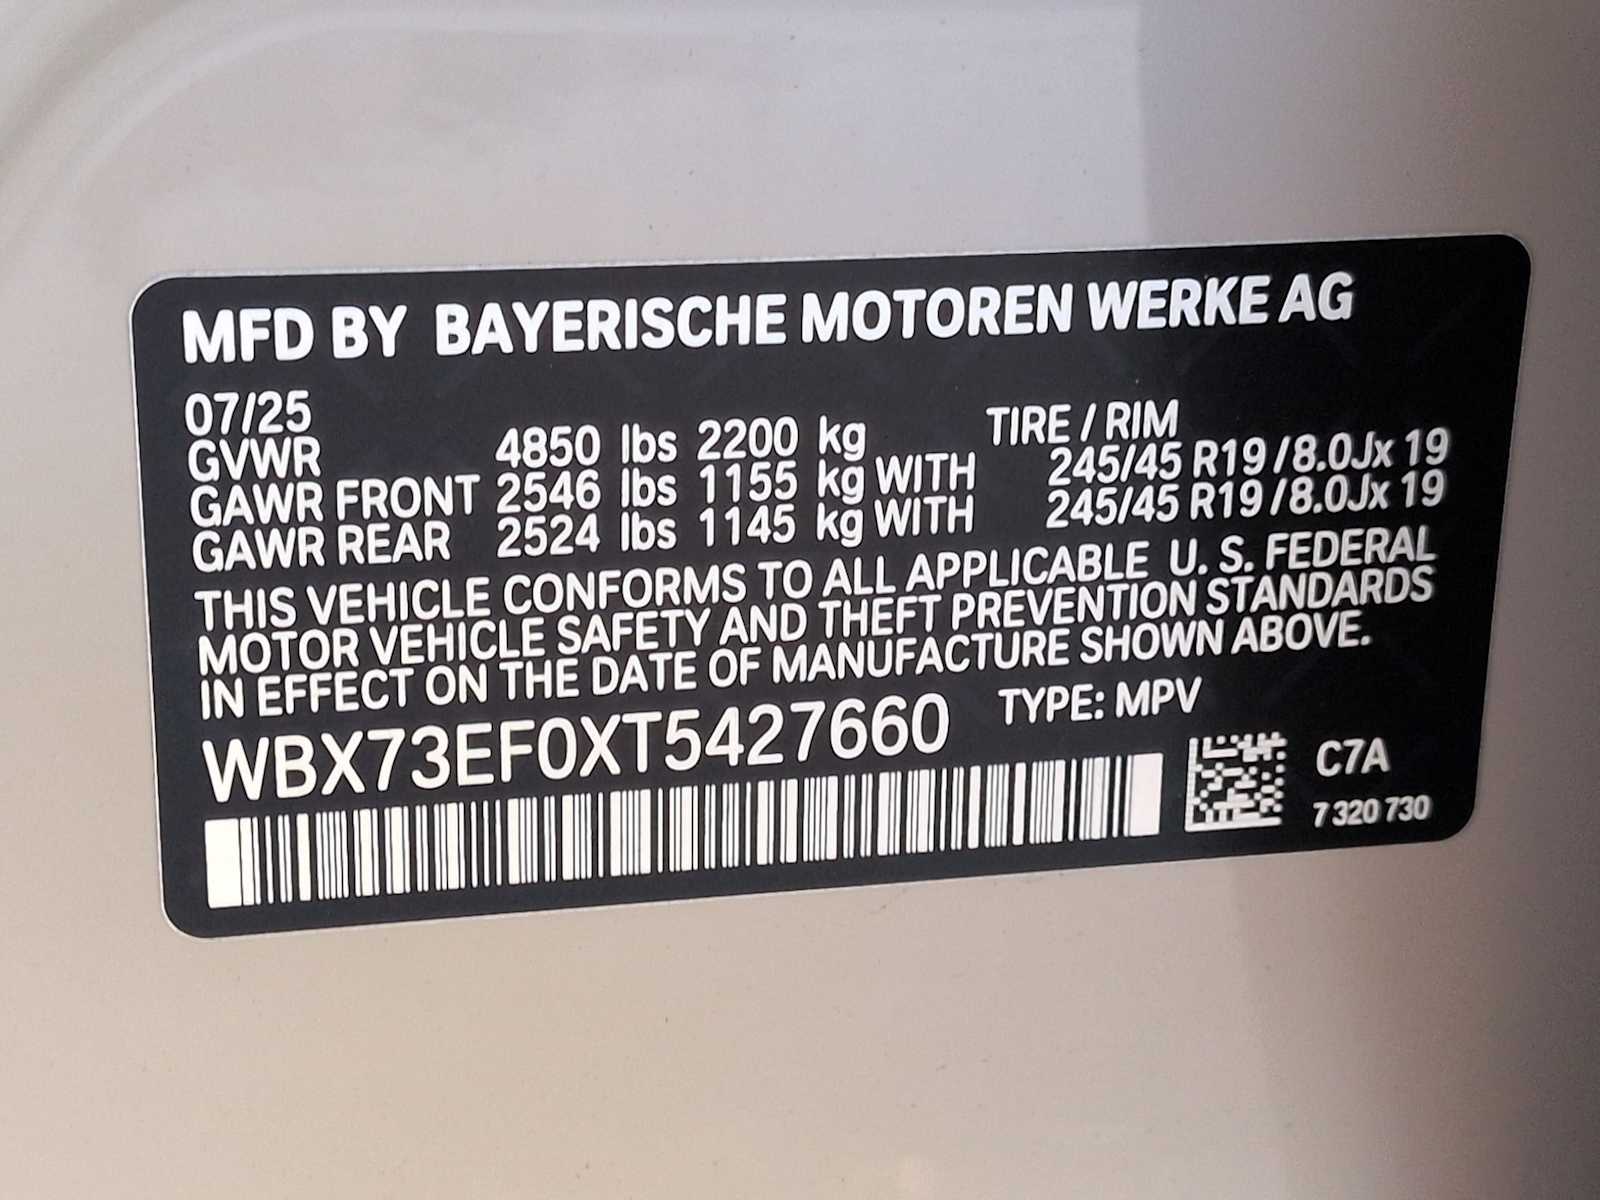 MFD BY BAYERISCHE MOTOREN WERKE AG
07/25
GVWR 4850 lbs 2200 kg TIRE / RIM
GAWR FRONT 2546 lbs 1155 kg WITH 245/45 R19 /8.0Jx 19
GAWR REAR 2524 lbs 1145 kg WITH 245/45 R19 /8.0Jx 19
THIS VEHICLE CONFORMS TO ALL APPLICABLE U. S. FEDERAL
MOTOR VEHICLE SAFETY AND THEFT PREVENTION STANDARDS
IN EFFECT ON THE DATE OF MANUFACTURE SHOWN ABOVE.
WBX73EF0XT5427660 TYPE: MPV
C7A
7 320 730